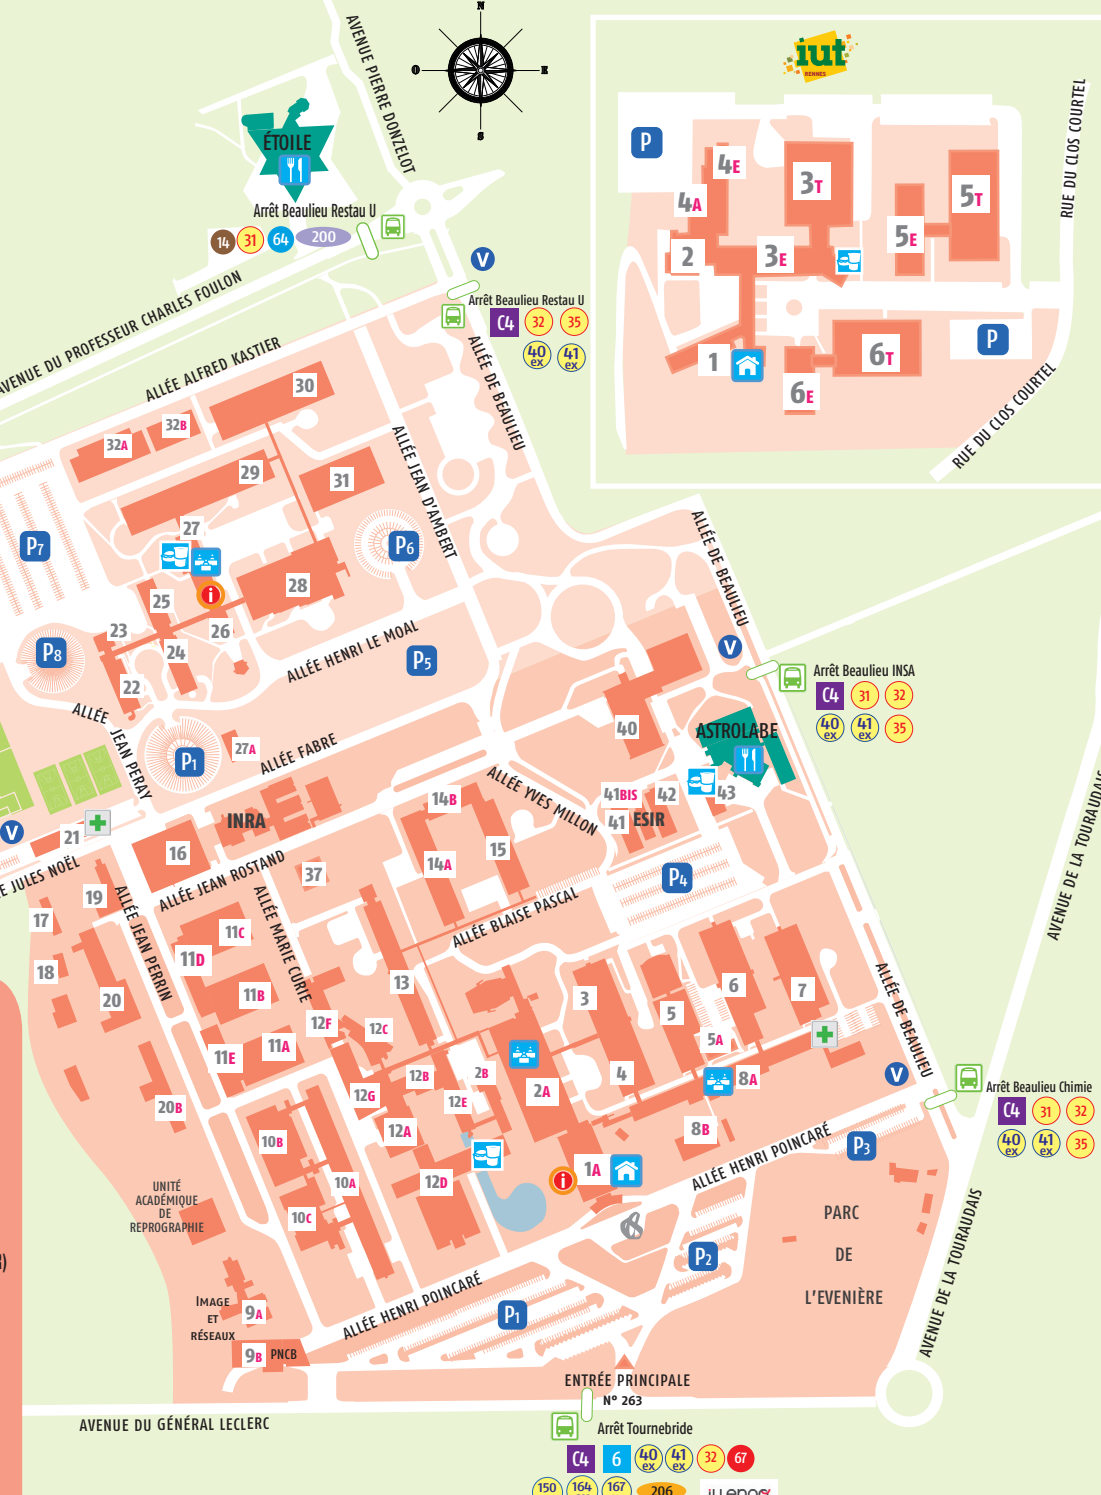 N
O
E
S
AVENUE PIERRE DONZELOT
ÉTOILE
Arrêt Beaulieu Restau U
14
31
64
200
V
Arrêt Beaulieu Restau U
C4
32
35
40 ex
41 ex
AVENUE DU PROFESSEUR CHARLES FOULON
ALLÉE ALFRED KASTIER
ALLÉE DE BEAULIEU
ALLÉE JEAN D'AMBERT
iut
RENNES
P
4E
3T
4A
5T
5E
2
3E
1
6T
6E
P
RUE DU CLOS COURTEL
RUE DU CLOS COURTEL
30
32B
32A
29
31
27
P7
P6
28
i
25
23
26
24
P8
22
ALLÉE HENRI LE MOAL
P5
ALLÉE DE BEAULIEU
V
Arrêt Beaulieu INSA
C4
31
32
40 ex
41 ex
35
ALLÉE JEAN PERAY
P1
27A
ALLÉE FABRE
40
ASTROLABE
ALLÉE YVES MILLON
14B
41BIS
42
43
41
ESIR
V
21
INRA
16
15
14A
37
P4
E JULES NOËL
ALLÉE JEAN ROSTAND
19
17
ALLÉE JEAN PERRIN
ALLÉE MARIE CURIE
ALLÉE BLAISE PASCAL
AVENUE DE LA TOURAUDAIS
11C
11D
18
20
11B
13
3
6
7
5
ALLÉE DE BEAULIEU
12F
12C
5A
11A
11E
12B
2B
2A
4
8A
V
Arrêt Beaulieu Chimie
C4
31
32
40 ex
41 ex
35
12G
12E
20B
12A
8B
10B
ALLÉE HENRI POINCARÉ
P3
1A
i
12D
10A
UNITÉ
ACADÉMIQUE
DE
REPROGRAPHIE
10C
PARC
DE
L'EVENIÈRE
P2
AVENUE DE LA TOURAUDAIS
IMAGE
ET
RÉSEAUX
9A
9B
PNCB
ALLÉE HENRI POINCARÉ
P1
ENTRÉE PRINCIPALE
N° 263
AVENUE DU GÉNÉRAL LECLERC
Arrêt Tournebride
C4
6
40 ex
41 ex
32
67
150
164
167
206